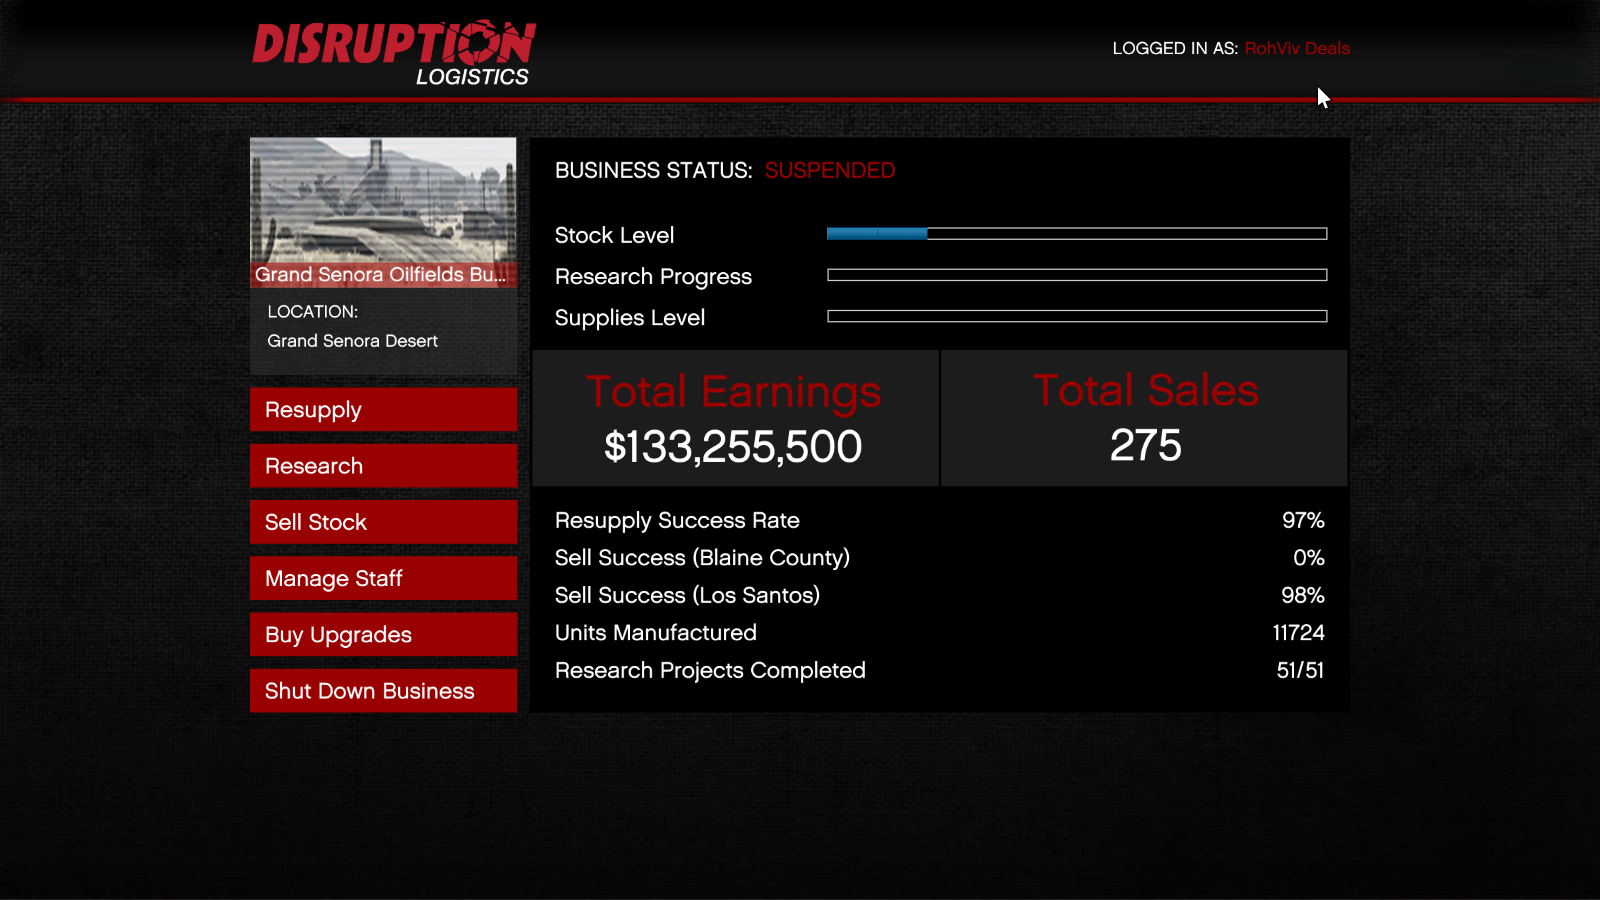 DISRUPTION
LOGISTICS
LOGGED IN AS: RohViv Deals
Grand Senora Oilfields Bu...
LOCATION:
Grand Senora Desert
Resupply
Research
Sell Stock
Manage Staff
Buy Upgrades
Shut Down Business
BUSINESS STATUS: SUSPENDED
Stock Level
Research Progress
Supplies Level
Total Earnings
$133,255,500
Total Sales
275
Resupply Success Rate 97%
Sell Success (Blaine County) 0%
Sell Success (Los Santos) 98%
Units Manufactured 11724
Research Projects Completed 51/51